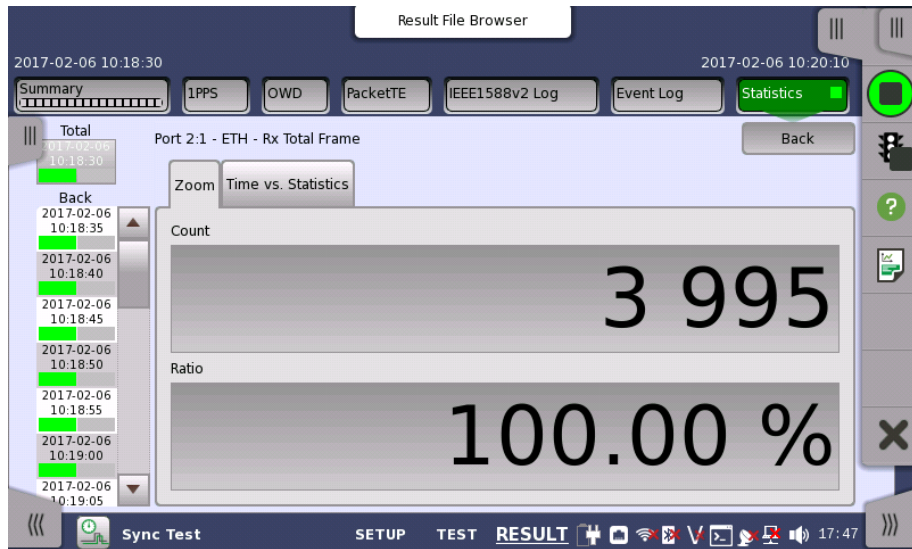 Result File Browser
2017-02-06 10:18:30
2017-02-06 10:20:10
Summary
1PPS
OWD
PacketTE
IEEE1588v2 Log
Event Log
Statistics
Total
2017-02-06
10:18:30
Port 2:1 - ETH - Rx Total Frame
Back
Zoom
Time vs. Statistics
Back
2017-02-06
10:18:35
2017-02-06
10:18:40
2017-02-06
10:18:45
2017-02-06
10:18:50
2017-02-06
10:18:55
2017-02-06
10:19:00
2017-02-06
10:19:05
Count
3 995
Ratio
100.00 %
Sync Test
SETUP
TEST
RESULT
17:47